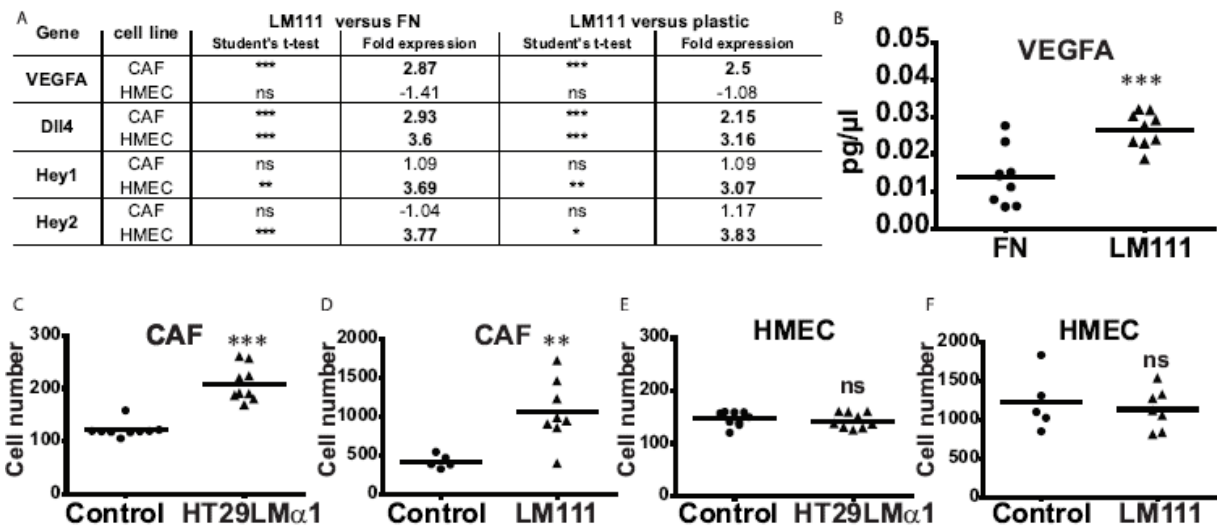 A
LM111 versus FN LM111 versus plastic
Gene cell line Student's t-test Fold expression Student's t-test Fold expression
VEGFA CAF *** 2.87 *** 2.5
HMEC ns -1.41 ns -1.08
Dll4 CAF *** 2.93 *** 2.15
HMEC *** 3.6 *** 3.16
Hey1 CAF ns 1.09 ns 1.09
HMEC ** 3.69 ** 3.07
Hey2 CAF ns -1.04 ns 1.17
HMEC *** 3.77 * 3.83
B
VEGFA
***
pg/µl
0.05
0.04
0.03
0.02
0.01
0.00
FN LM111
C
CAF
***
Cell number
300
200
100
0
Control HT29LMα1
D
CAF
**
Cell number
2000
1500
1000
500
0
Control LM111
E
HMEC
ns
Cell number
300
200
100
0
Control HT29LMα1
F
HMEC
ns
Cell number
2000
1500
1000
500
0
Control LM111